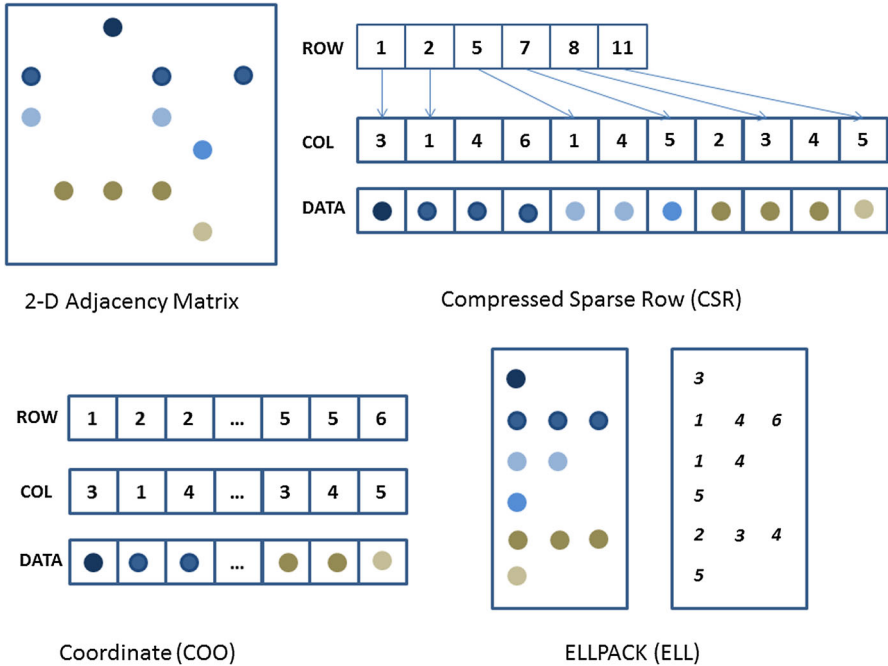 ROW 1 2 5 7 8 11
COL 3 1 4 6 1 4 5 2 3 4 5
DATA
2-D Adjacency Matrix
Compressed Sparse Row (CSR)
ROW 1 2 2 ... 5 5 6
COL 3 1 4 ... 3 4 5
DATA ...
Coordinate (COO)
3
1 4 6
1 4
5
2 3 4
5
ELLPACK (ELL)